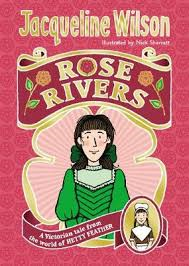 Jacqueline Wilson
Illustrated by Nick Sharratt
ROSE
RIVERS
A Victorian tale from
the world of HETTY FEATHER